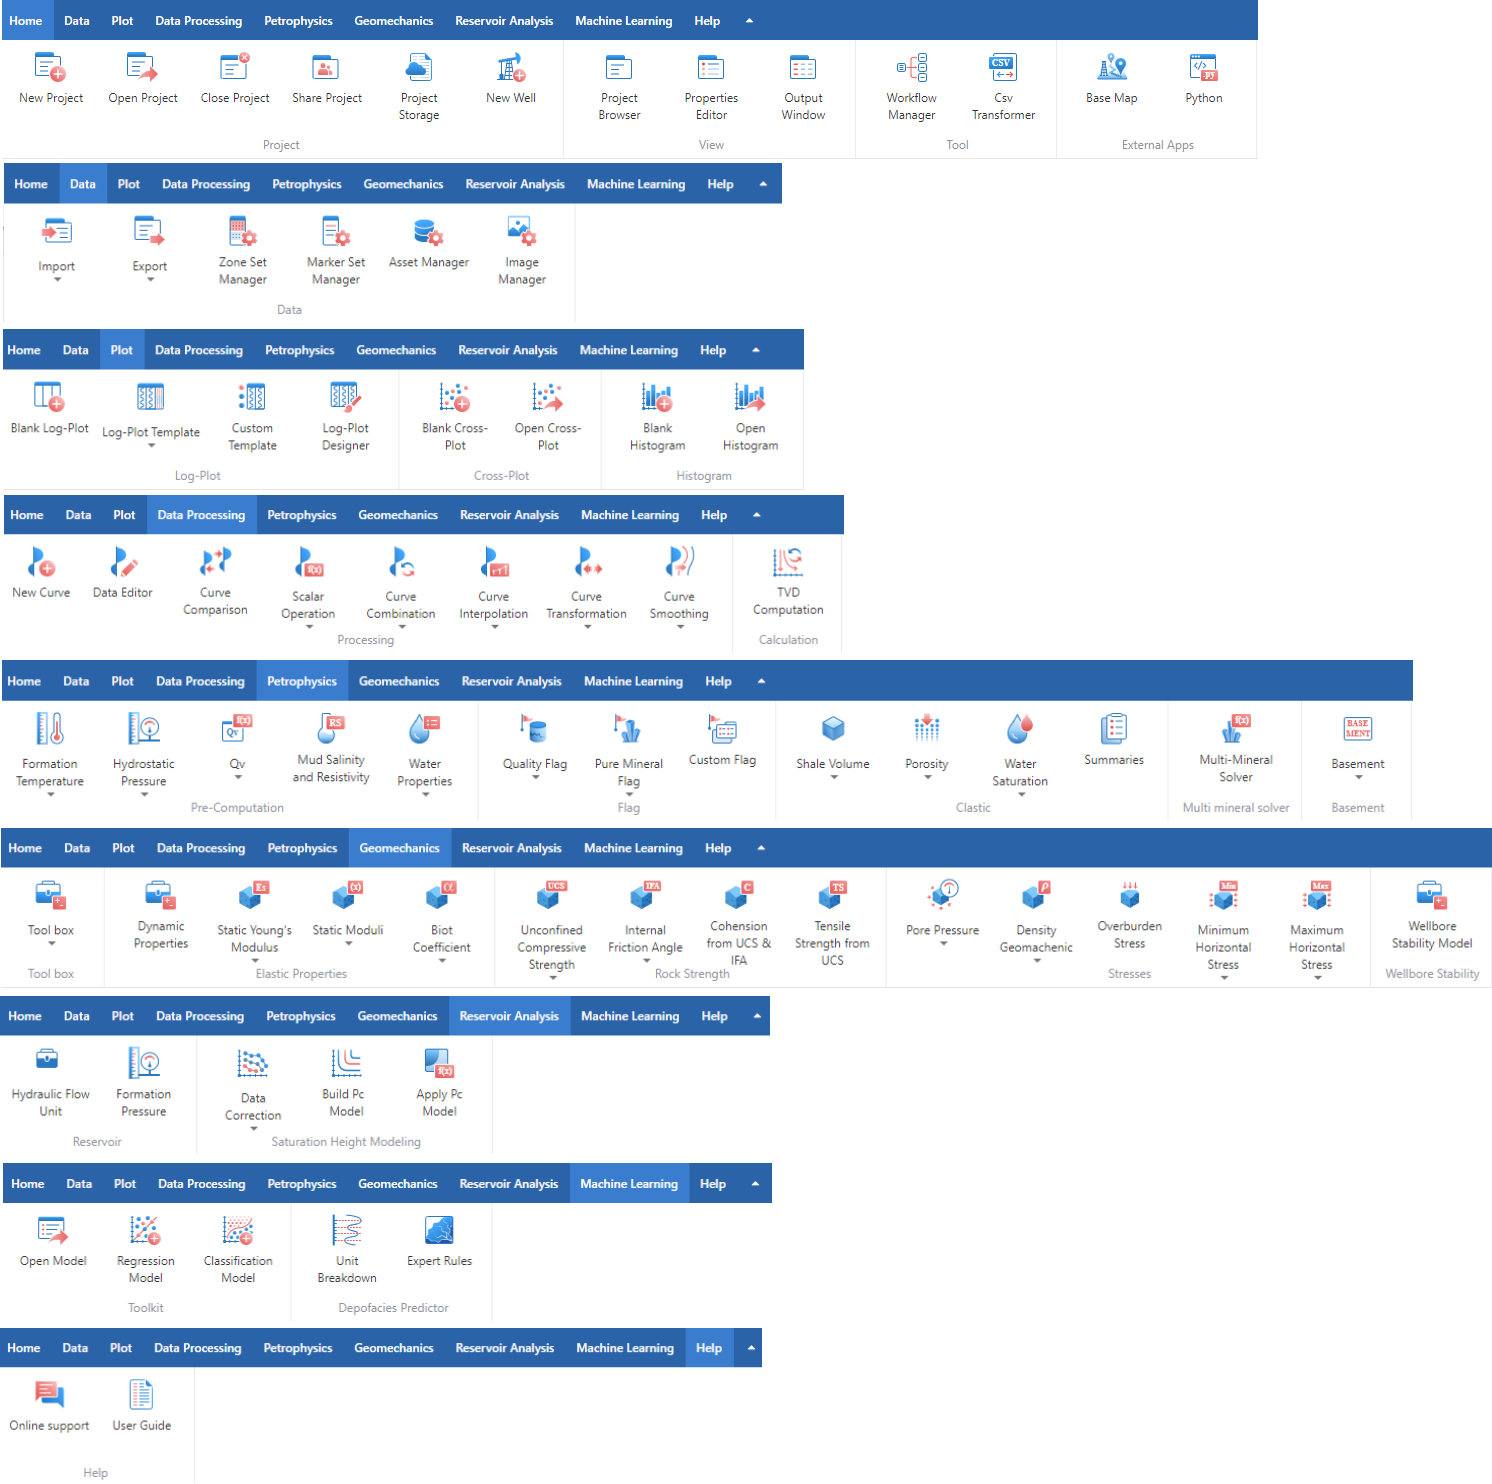 Home Data Plot Data Processing Petrophysics Geomechanics Reservoir Analysis Machine Learning Help
CSV .py
New Project Open Project Close Project Share Project Project New Well Project Properties Output Workflow Csv Base Map Python
Storage Browser Editor Window Manager Transformer
Project View Tool External Apps
Home Data Plot Data Processing Petrophysics Geomechanics Reservoir Analysis Machine Learning Help
Import Export Zone Set Marker Set Asset Manager Image
Manager Manager Manager
Data
Home Data Plot Data Processing Petrophysics Geomechanics Reservoir Analysis Machine Learning Help
Blank Log-Plot Log-Plot Template Custom Log-Plot Blank Cross- Open Cross- Blank Open
Template Designer Plot Plot Histogram Histogram
Log-Plot Cross-Plot Histogram
Home Data Plot Data Processing Petrophysics Geomechanics Reservoir Analysis Machine Learning Help
f(x)
New Curve Data Editor Curve Scalar Curve Curve Curve Curve TVD
Comparison Operation Combination Interpolation Transformation Smoothing Computation
Processing Calculation
Home Data Plot Data Processing Petrophysics Geomechanics Reservoir Analysis Machine Learning Help
f(x) RS f(x) BASE
Qv MENT
Formation Hydrostatic Qv Mud Salinity Water Quality Flag Pure Mineral Custom Flag Shale Volume Porosity Water Summaries Multi-Mineral Basement
Temperature Pressure and Resistivity Properties Flag Saturation Solver
Pre-Computation Flag Clastic Multi mineral solver Basement
Home Data Plot Data Processing Petrophysics Geomechanics Reservoir Analysis Machine Learning Help
Es (x) α UCS IFA C TS ρ Min Max
Tool box Dynamic Static Young's Static Moduli Biot Unconfined Internal Cohension Tensile Pore Pressure Density Overburden Minimum Maximum Wellbore
Properties Modulus Coefficient Compressive Friction Angle from UCS & Strength from Geomachenic Stress Horizontal Horizontal Stability Model
Strength IFA UCS Stress Stress
Tool box Elastic Properties Rock Strength Stresses Wellbore Stability
Home Data Plot Data Processing Petrophysics Geomechanics Reservoir Analysis Machine Learning Help
f(x)
Hydraulic Flow Formation Data Build Pc Apply Pc
Unit Pressure Correction Model Model
Reservoir Saturation Height Modeling
Home Data Plot Data Processing Petrophysics Geomechanics Reservoir Analysis Machine Learning Help
Open Model Regression Classification Unit Expert Rules
Model Model Breakdown
Toolkit Depofacies Predictor
Home Data Plot Data Processing Petrophysics Geomechanics Reservoir Analysis Machine Learning Help
Online support User Guide
Help